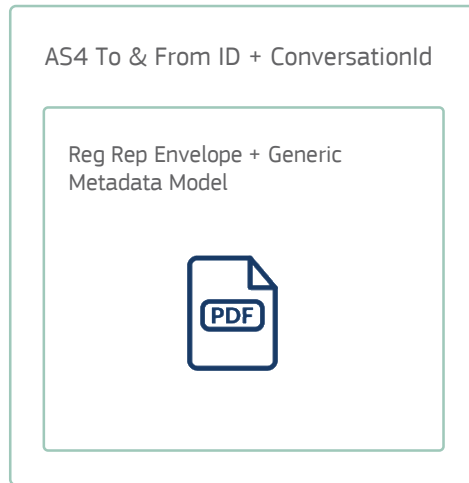 AS4 To & From ID + ConversationId
Reg Rep Envelope + Generic
Metadata Model
PDF